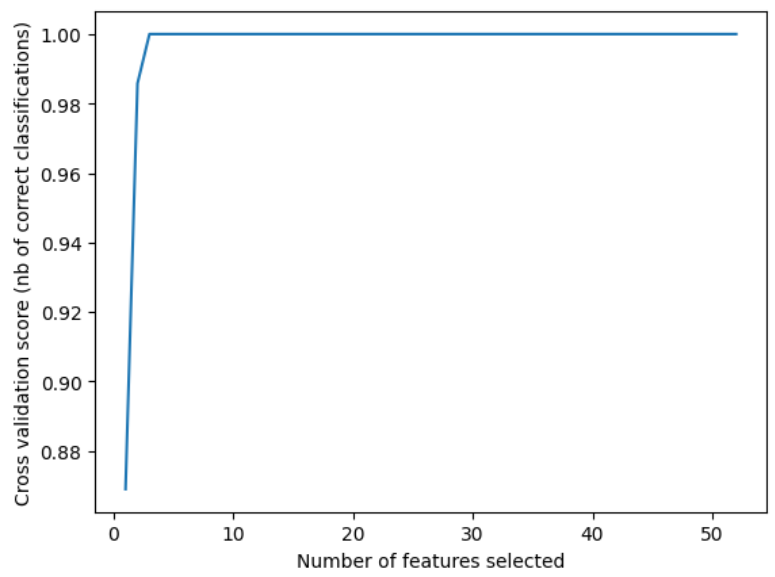 Cross validation score (nb of correct classifications)
1.00
0.98
0.96
0.94
0.92
0.90
0.88
0 10 20 30 40 50
Number of features selected